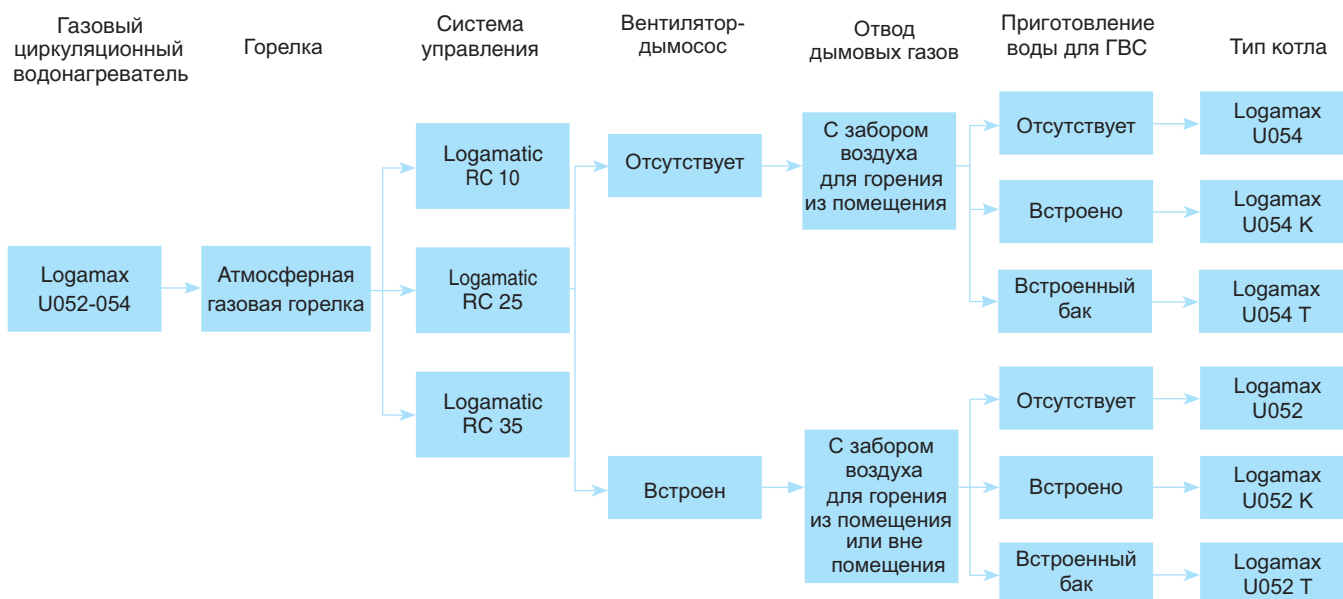 Газовый
циркуляционный
водонагреватель
Горелка
Система
управления
Вентилятор-
дымосос
Отвод
дымовых газов
Приготовление
воды для ГВС
Тип котла
Logamax
U052-054
Атмосферная
газовая горелка
Logamatic
RC 10
Logamatic
RC 25
Logamatic
RC 35
Отсутствует
Встроен
С забором
воздуха
для горения
из помещения
С забором
воздуха
для горения
из помещения
или вне
помещения
Отсутствует
Встроено
Встроенный
бак
Отсутствует
Встроено
Встроенный
бак
Logamax
U054
Logamax
U054 K
Logamax
U054 T
Logamax
U052
Logamax
U052 K
Logamax
U052 T